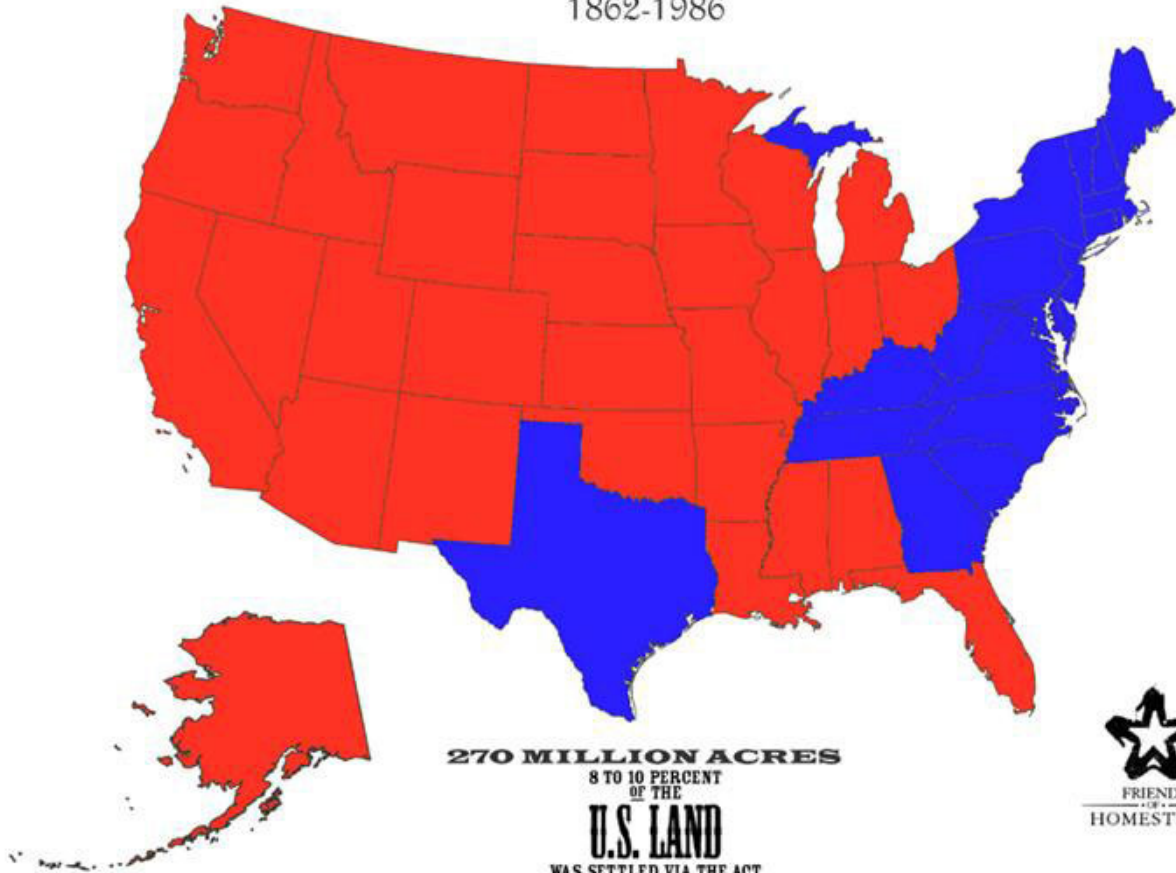 1862-1986
270 MILLION ACRES
8 TO 10 PERCENT
OF THE
U.S. LAND
WAS SETTLED VIA THE ACT
FRIEND
OF
HOMEST